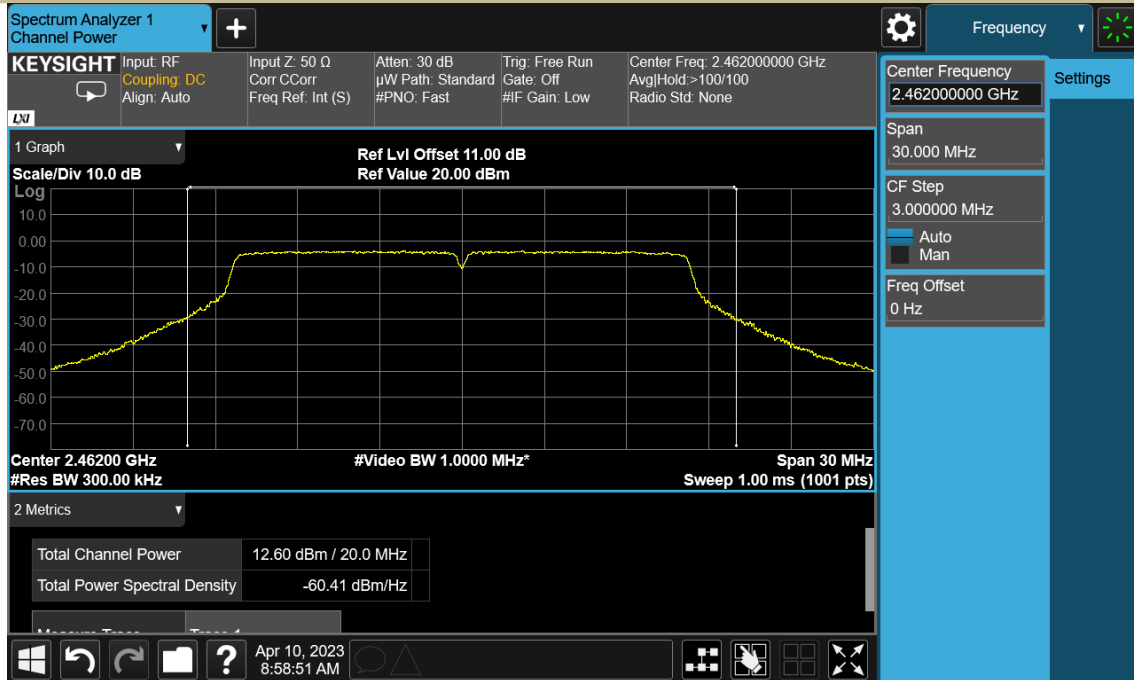 Spectrum Analyzer 1
Channel Power
Frequency
KEYSIGHT
LXI
Input: RF
Coupling: DC
Align: Auto
Input Z: 50 Ω
Corr CCorr
Freq Ref: Int (S)
Atten: 30 dB
µW Path: Standard
#PNO: Fast
Trig: Free Run
Gate: Off
#IF Gain: Low
Center Freq: 2.462000000 GHz
Avg|Hold:>100/100
Radio Std: None
Center Frequency
2.462000000 GHz
Settings
Span
30.000 MHz
CF Step
3.000000 MHz
Auto
Man
Freq Offset
0 Hz
1 Graph
Scale/Div 10.0 dB
Ref Lvl Offset 11.00 dB
Ref Value 20.00 dBm
Log
10.0
0.00
-10.0
-20.0
-30.0
-40.0
-50.0
-60.0
-70.0
Center 2.46200 GHz
#Video BW 1.0000 MHz*
Span 30 MHz
#Res BW 300.00 kHz
Sweep 1.00 ms (1001 pts)
2 Metrics
Total Channel Power 12.60 dBm / 20.0 MHz
Total Power Spectral Density -60.41 dBm/Hz
Measure Trace Trace 1
?
Apr 10, 2023
8:58:51 AM